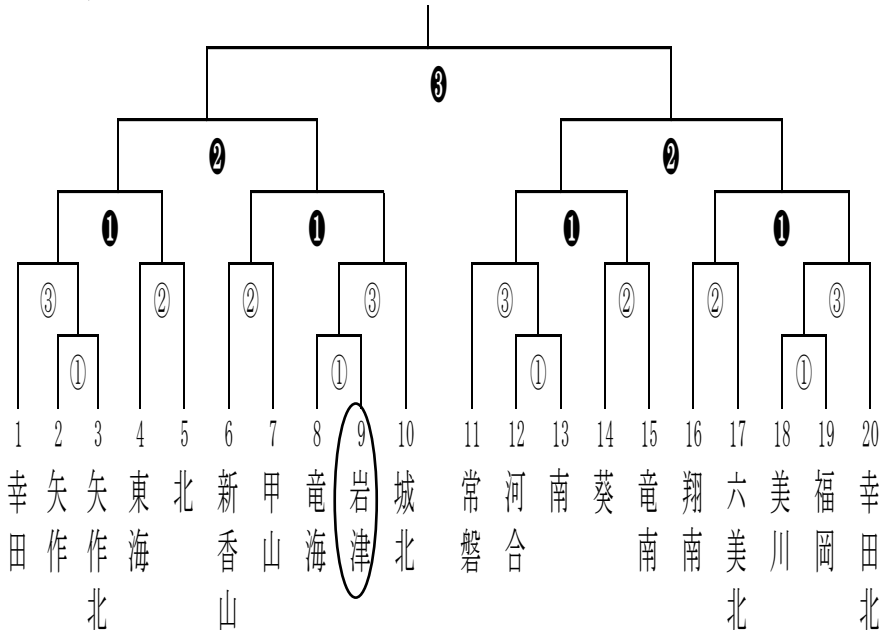 ❸
❷ ❷
❶ ❶ ❶ ❶
③ ② ② ③ ③ ② ② ③
① ① ① ①
1 2 3 4 5 6 7 8 9 10 11 12 13 14 15 16 17 18 19 20
幸田
矢作
矢作北
東海
北
新香山
甲山
竜海
岩津
城北
常磐
河合
南
葵
竜南
翔南
六美北
美川
福岡
幸田北